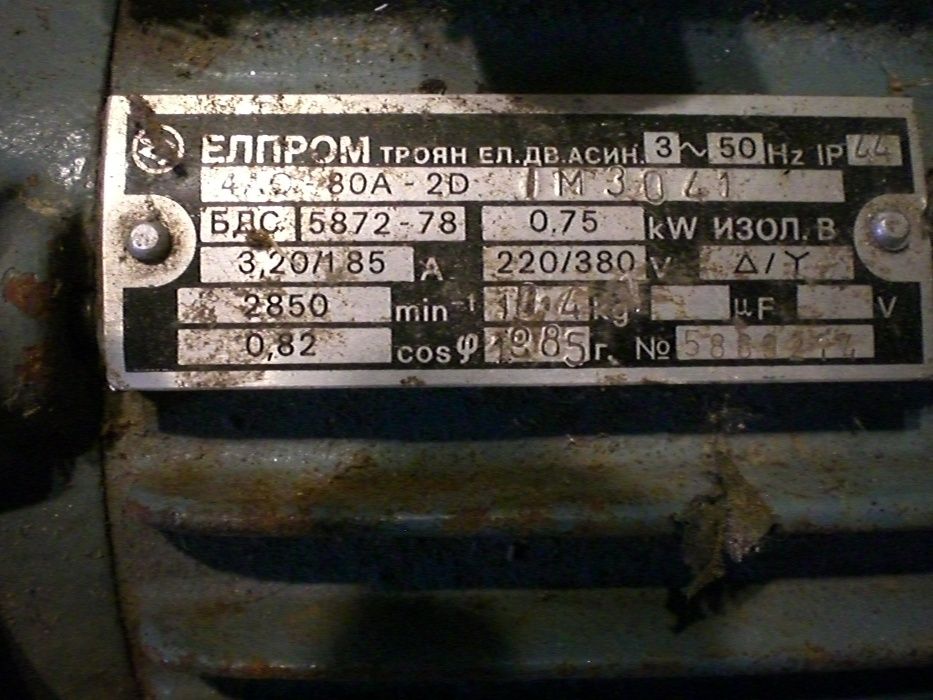 ЕЛПРОМ ТРОЯН ЕЛ.ДВ.АСИН. 3~ 50 Hz IP 44
4АО-80А-2D IM 3041
БДС 5872-78 0,75 kW ИЗОЛ. В
3,20/1 85 А 220/380 V Δ/Y
2850 min⁻¹ 10,4 kg μF V
0,82 cosφ 1985 г. №